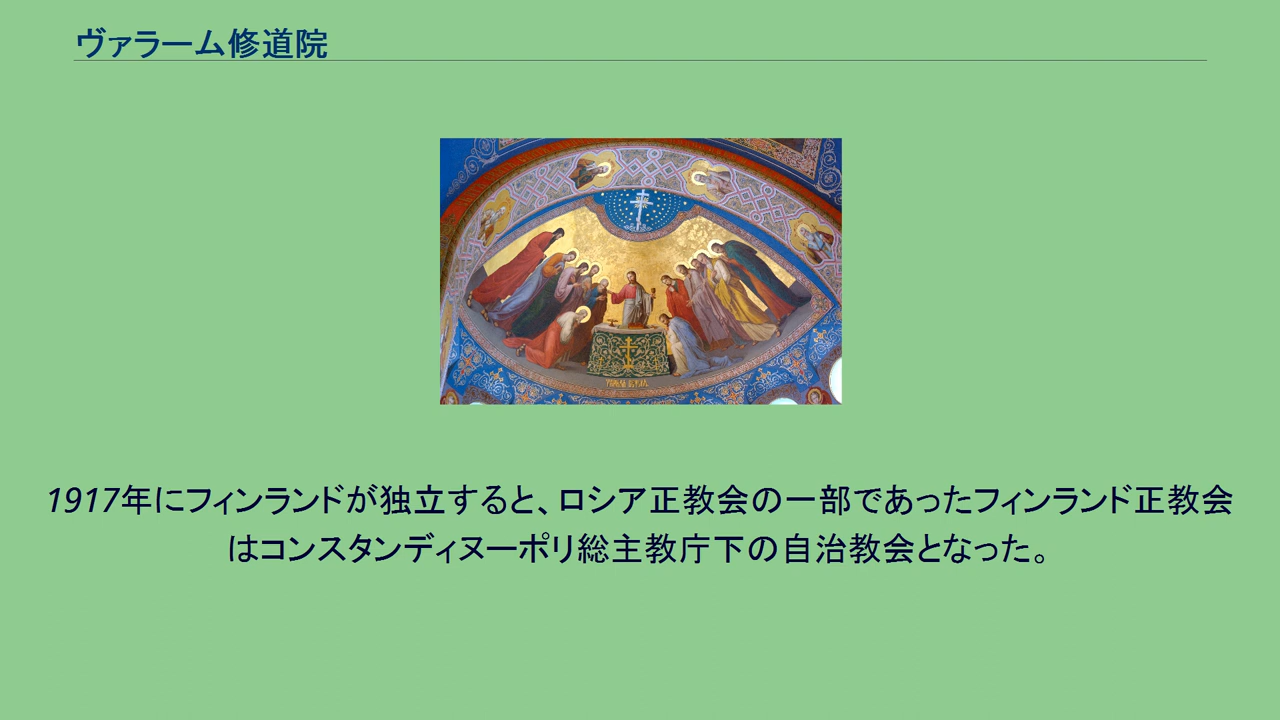 ヴァラーム修道院
1917年にフィンランドが独立すると、ロシア正教会の一部であったフィンランド正教会
はコンスタンディヌーポリ総主教庁下の自治教会となった。